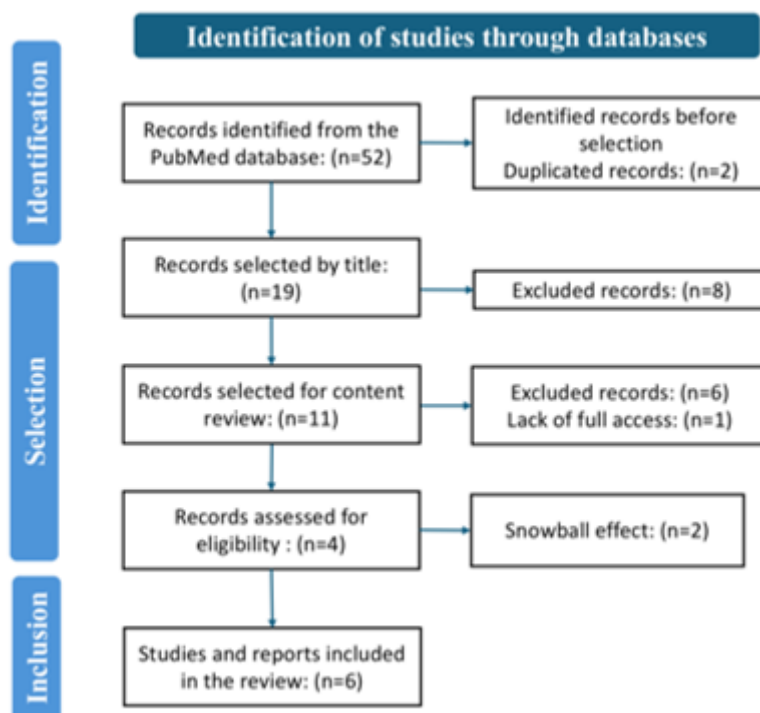 Identification of studies through databases
Identification
Records identified from the
PubMed database: (n=52)
Identified records before
selection
Duplicated records: (n=2)
Selection
Records selected by title:
(n=19)
Excluded records: (n=8)
Records selected for content
review: (n=11)
Excluded records: (n=6)
Lack of full access: (n=1)
Records assessed for
eligibility : (n=4)
Snowball effect: (n=2)
Inclusion
Studies and reports included
in the review: (n=6)